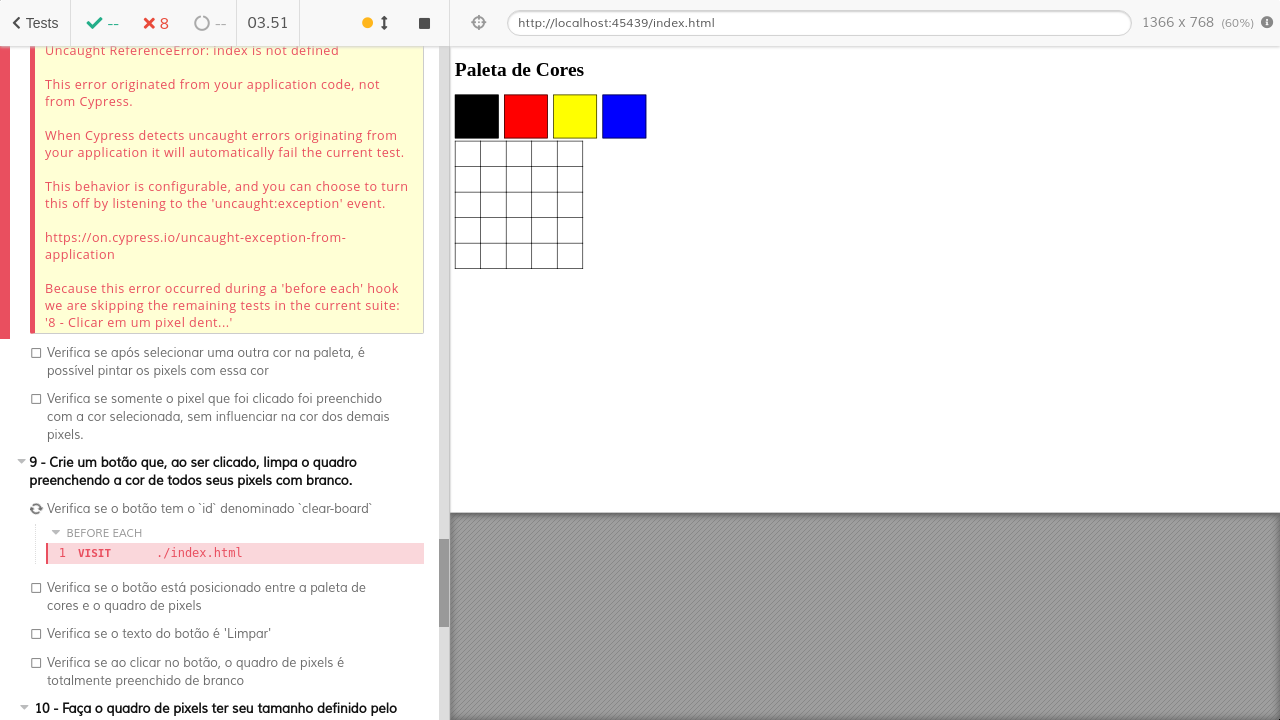 Tests
--
8
--
03.51
http://localhost:45439/index.html
1366 x 768 (60%)
Uncaught ReferenceError: index is not defined
This error originated from your application code, not
from Cypress.
When Cypress detects uncaught errors originating from
your application it will automatically fail the current test.
This behavior is configurable, and you can choose to turn
this off by listening to the 'uncaught:exception' event.
https://on.cypress.io/uncaught-exception-from-
application
Because this error occurred during a 'before each' hook
we are skipping the remaining tests in the current suite:
'8 - Clicar em um pixel dent...'
Verifica se após selecionar uma outra cor na paleta, é
possível pintar os pixels com essa cor
Verifica se somente o pixel que foi clicado foi preenchido
com a cor selecionada, sem influenciar na cor dos demais
pixels.
9 - Crie um botão que, ao ser clicado, limpa o quadro
preenchendo a cor de todos seus pixels com branco.
Verifica se o botão tem o `id` denominado `clear-board`
BEFORE EACH
1 VISIT ./index.html
Verifica se o botão está posicionado entre a paleta de
cores e o quadro de pixels
Verifica se o texto do botão é 'Limpar'
Verifica se ao clicar no botão, o quadro de pixels é
totalmente preenchido de branco
10 - Faça o quadro de pixels ter seu tamanho definido pelo
Paleta de Cores